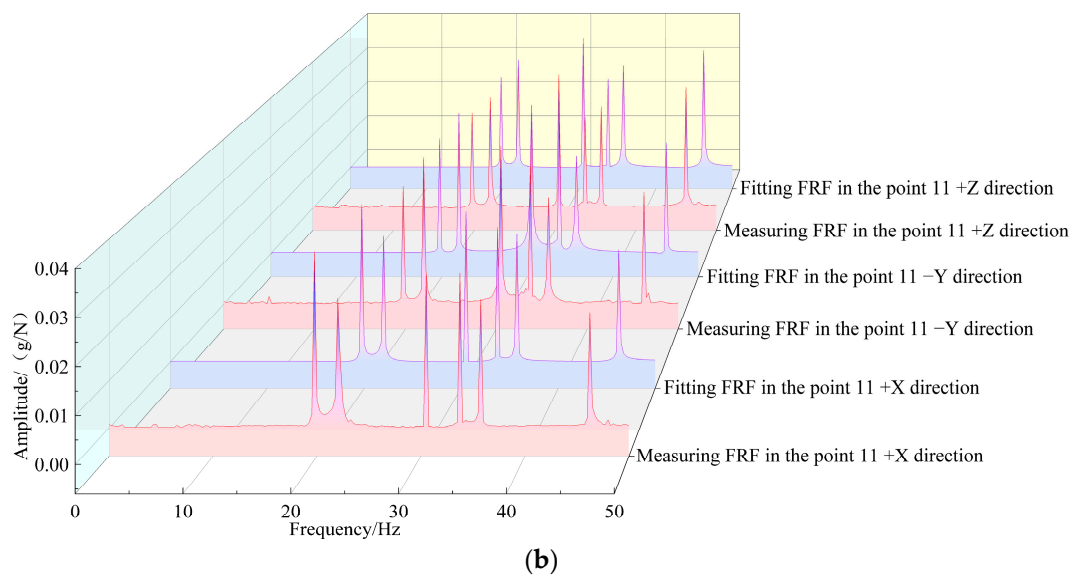 Fitting FRF in the point 11 +Z direction
Measuring FRF in the point 11 +Z direction
Fitting FRF in the point 11 −Y direction
Measuring FRF in the point 11 −Y direction
Fitting FRF in the point 11 +X direction
Measuring FRF in the point 11 +X direction
0.04
0.03
0.02
0.01
0.00
Amplitude/（g/N）
0 10 20 30 40 50
Frequency/Hz
(b)